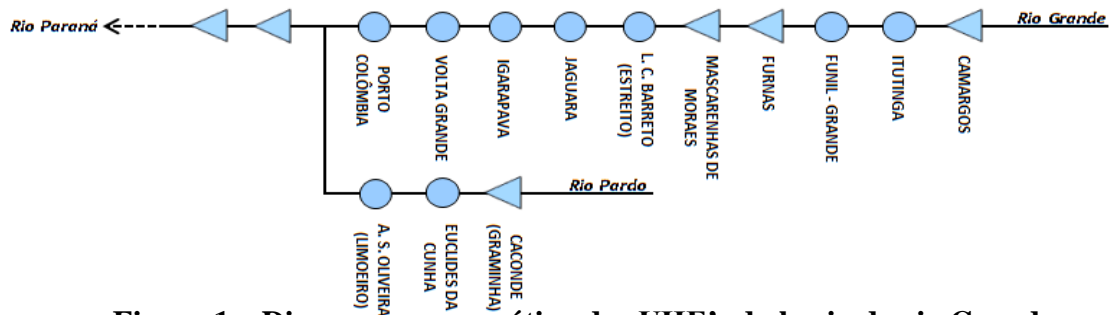 Rio Grande
Rio Paraná
PORTO
COLÔMBIA
VOLTA GRANDE
IGARAPAVA
JAGUARA
L. C. BARRETO
(ESTREITO)
MASCARENHAS DE
MORAES
FURNAS
FUNIL - GRANDE
ITUTINGA
CAMARGOS
Rio Pardo
A. S. OLIVEIRA
(LIMOEIRO)
EUCLIDES DA
CUNHA
CACONDE
(GRAMINHA)